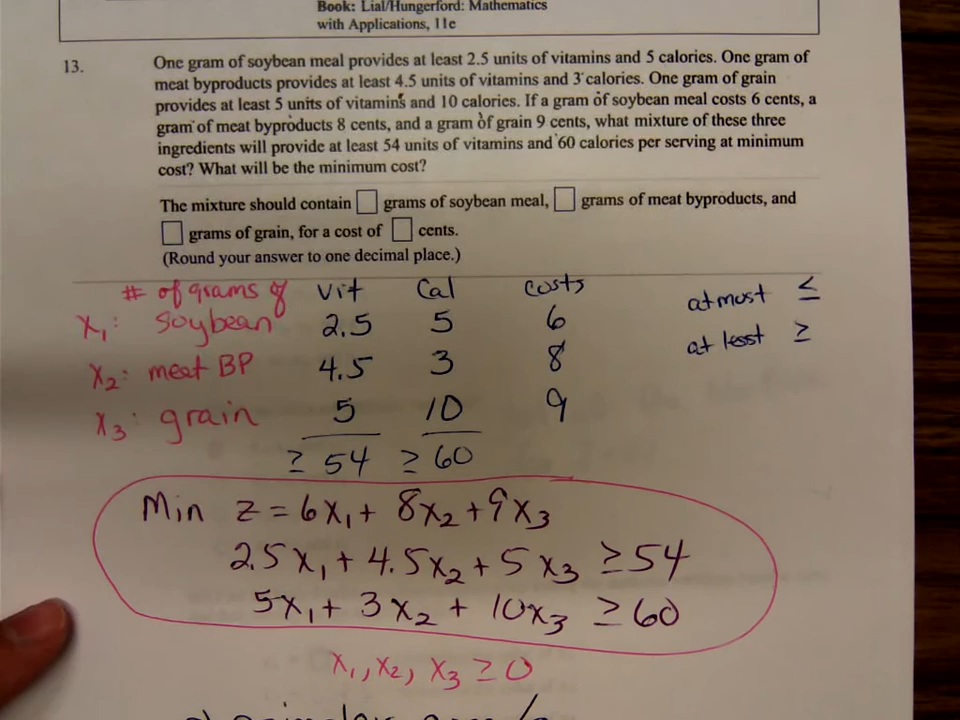 Book: Lial/Hungerford: Mathematics
with Applications, 11e
13.
One gram of soybean meal provides at least 2.5 units of vitamins and 5 calories. One gram of
meat byproducts provides at least 4.5 units of vitamins and 3 calories. One gram of grain
provides at least 5 units of vitamins and 10 calories. If a gram of soybean meal costs 6 cents, a
gram of meat byproducts 8 cents, and a gram of grain 9 cents, what mixture of these three
ingredients will provide at least 54 units of vitamins and 60 calories per serving at minimum
cost? What will be the minimum cost?
The mixture should contain □ grams of soybean meal, □ grams of meat byproducts, and
□ grams of grain, for a cost of □ cents.
(Round your answer to one decimal place.)
# of grams of Vit Cal Costs
x₁: soybean 2.5 5 6
x₂: meat BP 4.5 3 8
x₃: grain 5 10 9
≥ 54 ≥ 60
at most ≤
at least ≥
Min z = 6x₁ + 8x₂ + 9x₃
2.5x₁ + 4.5x₂ + 5x₃ ≥ 54
5x₁ + 3x₂ + 10x₃ ≥ 60
x₁, x₂, x₃ ≥ 0